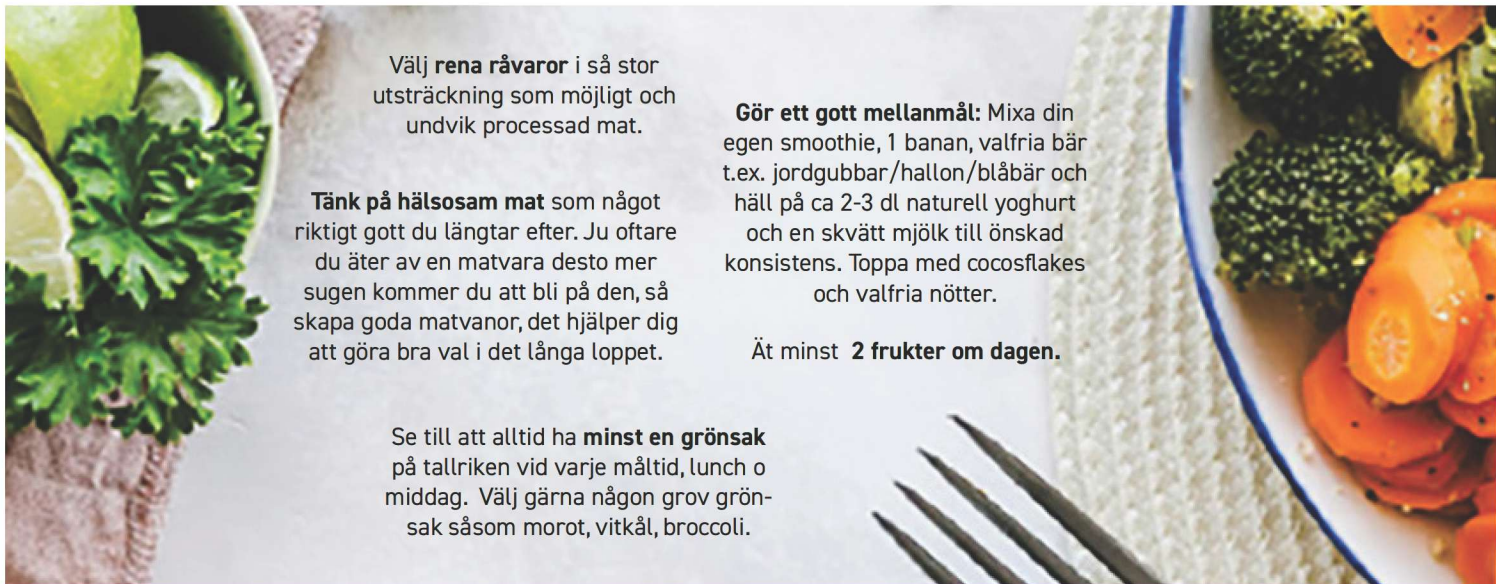 Välj rena råvaror i så stor
utsträckning som möjligt och
undvik processad mat.
Tänk på hälsosam mat som något
riktigt gott du längtar efter. Ju oftare
du äter av en matvara desto mer
sugen kommer du att bli på den, så
skapa goda matvanor, det hjälper dig
att göra bra val i det långa loppet.
Se till att alltid ha minst en grönsak
på tallriken vid varje måltid, lunch o
middag. Välj gärna någon grov grön-
sak såsom morot, vitkål, broccoli.
Gör ett gott mellanmål: Mixa din
egen smoothie, 1 banan, valfria bär
t.ex. jordgubbar/hallon/blåbär och
häll på ca 2-3 dl naturell yoghurt
och en skvätt mjölk till önskad
konsistens. Toppa med cocosflakes
och valfria nötter.
Ät minst 2 frukter om dagen.